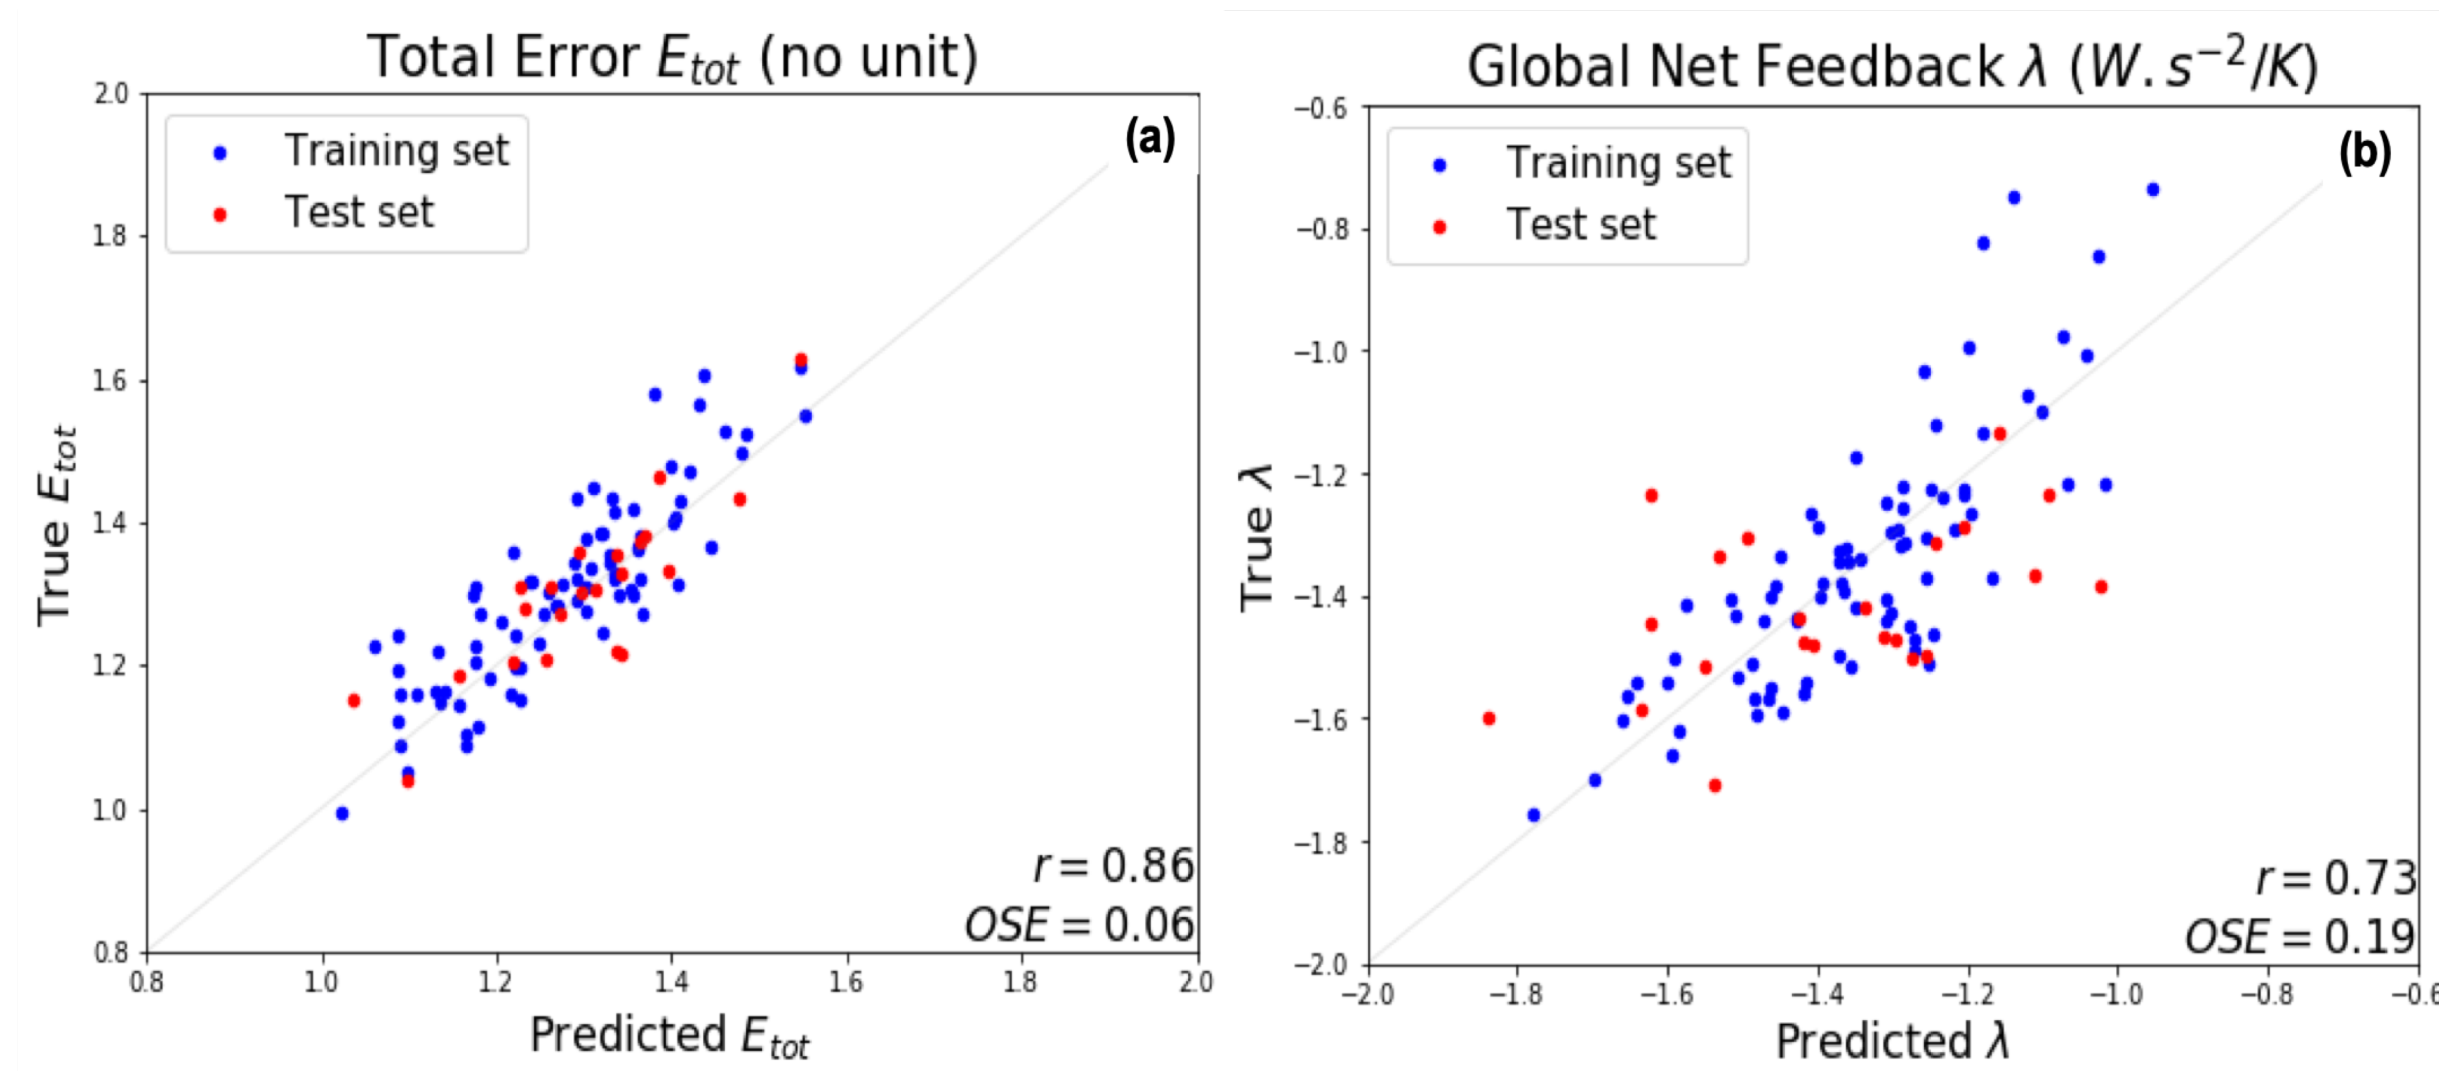 Total Error E_tot (no unit)
(a)
Training set
Test set
2.0
1.8
1.6
1.4
1.2
1.0
0.8
True E_tot
r = 0.86
OSE = 0.06
0.8 1.0 1.2 1.4 1.6 1.8 2.0
Predicted E_tot
Global Net Feedback λ (W.s⁻²/K)
(b)
Training set
Test set
−0.6
−0.8
−1.0
−1.2
−1.4
−1.6
−1.8
−2.0
True λ
r = 0.73
OSE = 0.19
−2.0 −1.8 −1.6 −1.4 −1.2 −1.0 −0.8 −0.6
Predicted λ